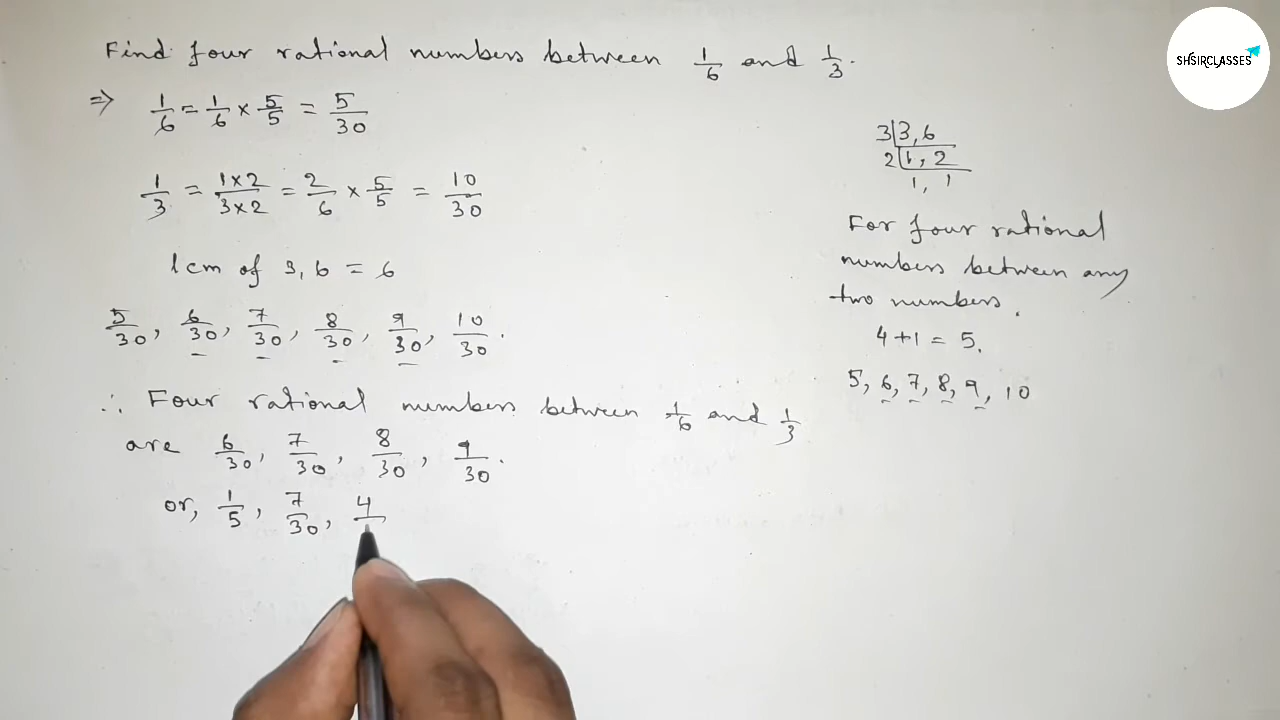 Find four rational numbers between 1/6 and 1/3.
⇒ 1/6 = 1/6 × 5/5 = 5/30
1/3 = 1×2/3×2 = 2/6 × 5/5 = 10/30
lcm of 3, 6 = 6
5/30, 6/30, 7/30, 8/30, 9/30, 10/30.
∴ Four rational numbers between 1/6 and 1/3
are 6/30, 7/30, 8/30, 9/30.
or, 1/5, 7/30, 4/
SHSIRCLASSES
3|3, 6
2|1, 2
1, 1
For four rational
numbers between any
two numbers.
4+1 = 5.
5, 6, 7, 8, 9, 10